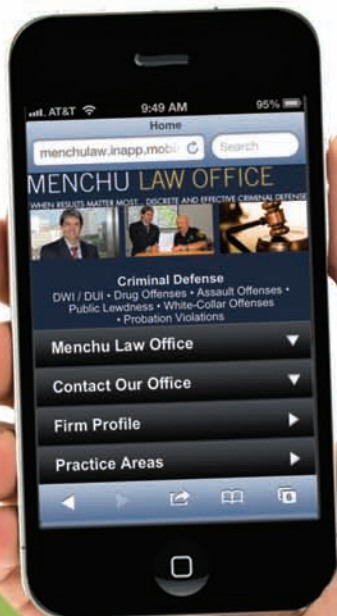 AT&T 9:49 AM 95%
Home
menchulaw.inapp.mobi Search
MENCHU LAW OFFICE
WHEN RESULTS MATTER MOST... DISCRETE AND EFFECTIVE CRIMINAL DEFENSE
Criminal Defense
DWI / DUI • Drug Offenses • Assault Offenses •
Public Lewdness • White-Collar Offenses
• Probation Violations
Menchu Law Office
Contact Our Office
Firm Profile
Practice Areas
6